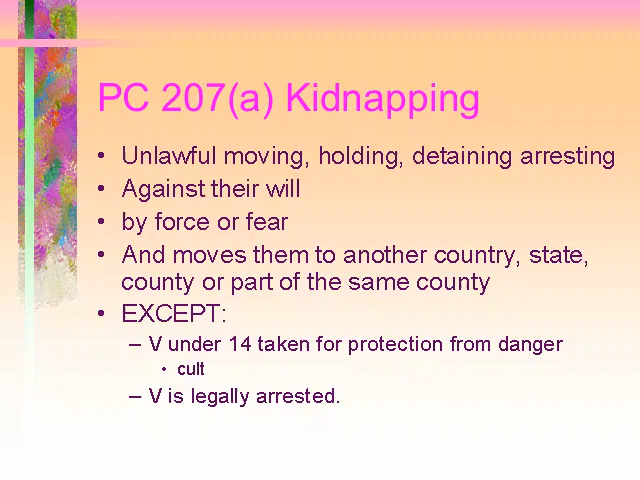 PC 207(a) Kidnapping
• Unlawful moving, holding, detaining arresting
• Against their will
• by force or fear
• And moves them to another country, state,
county or part of the same county
• EXCEPT:
– V under 14 taken for protection from danger
• cult
– V is legally arrested.